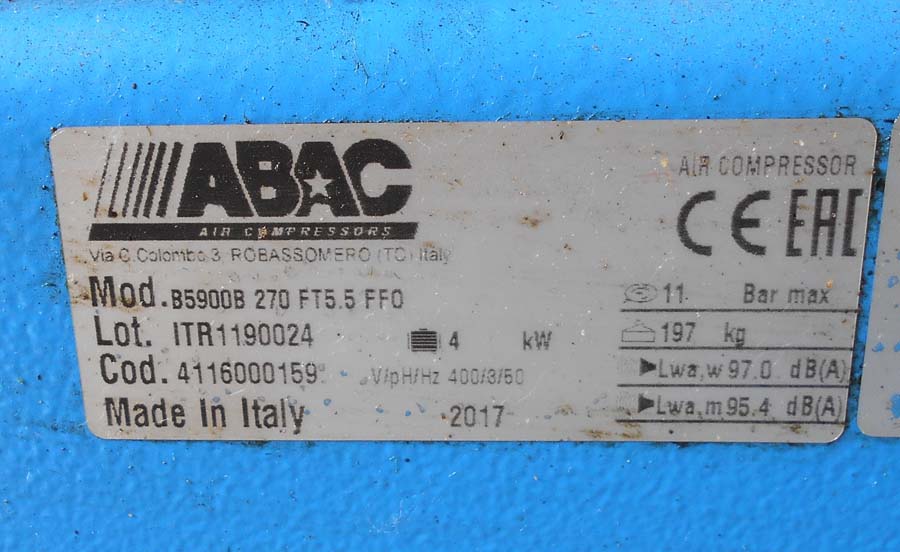 ABAC
AIR COMPRESSORS
Via C.Colombo 3 ROBASSOMERO (TO) Italy
AIR COMPRESSOR
CE EAC
Mod. B5900B 270 FT5.5 FFO
Lot. ITR1190024
4 kW
Cod. 4116000159
V/pH/Hz 400/3/50
Made In Italy
2017
11 Bar max
197 kg
Lwa,w 97.0 dB(A)
Lwa,m 95.4 dB(A)